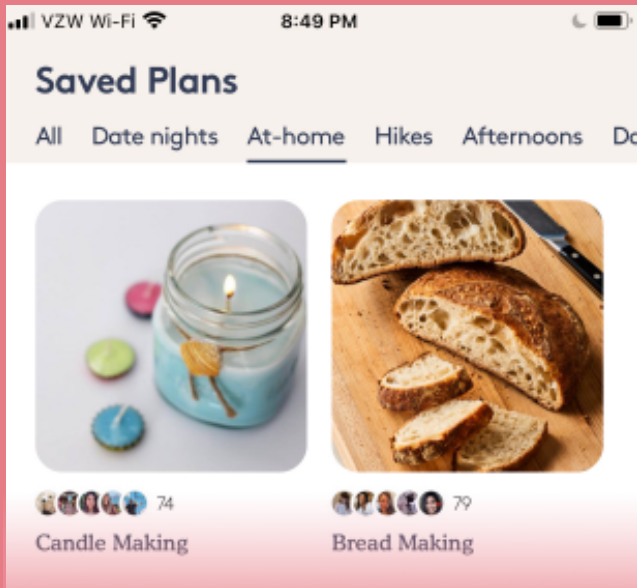 VZW Wi-Fi 8:49 PM
Saved Plans
All Date nights At-home Hikes Afternoons
74 79
Candle Making Bread Making